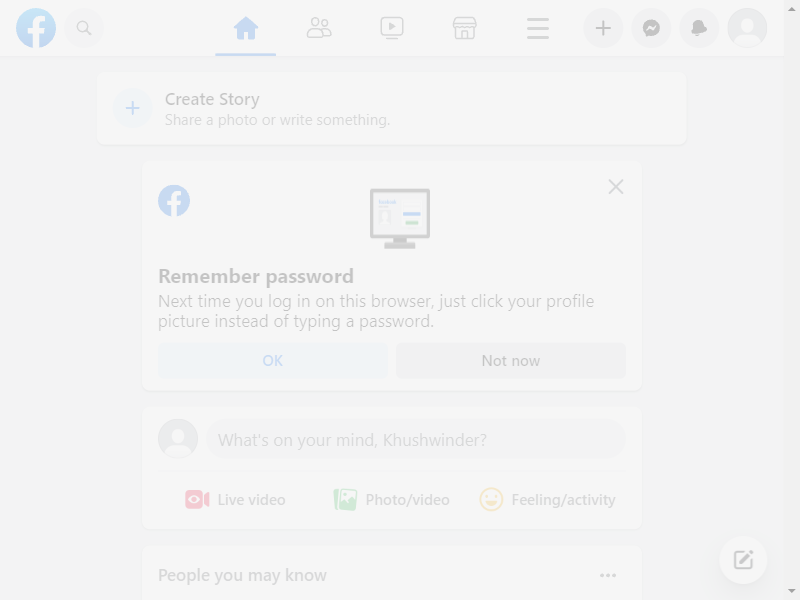 Create Story
Share a photo or write something.
Remember password
Next time you log in on this browser, just click your profile
picture instead of typing a password.
OK
Not now
What's on your mind, Khushwinder?
Live video
Photo/video
Feeling/activity
People you may know